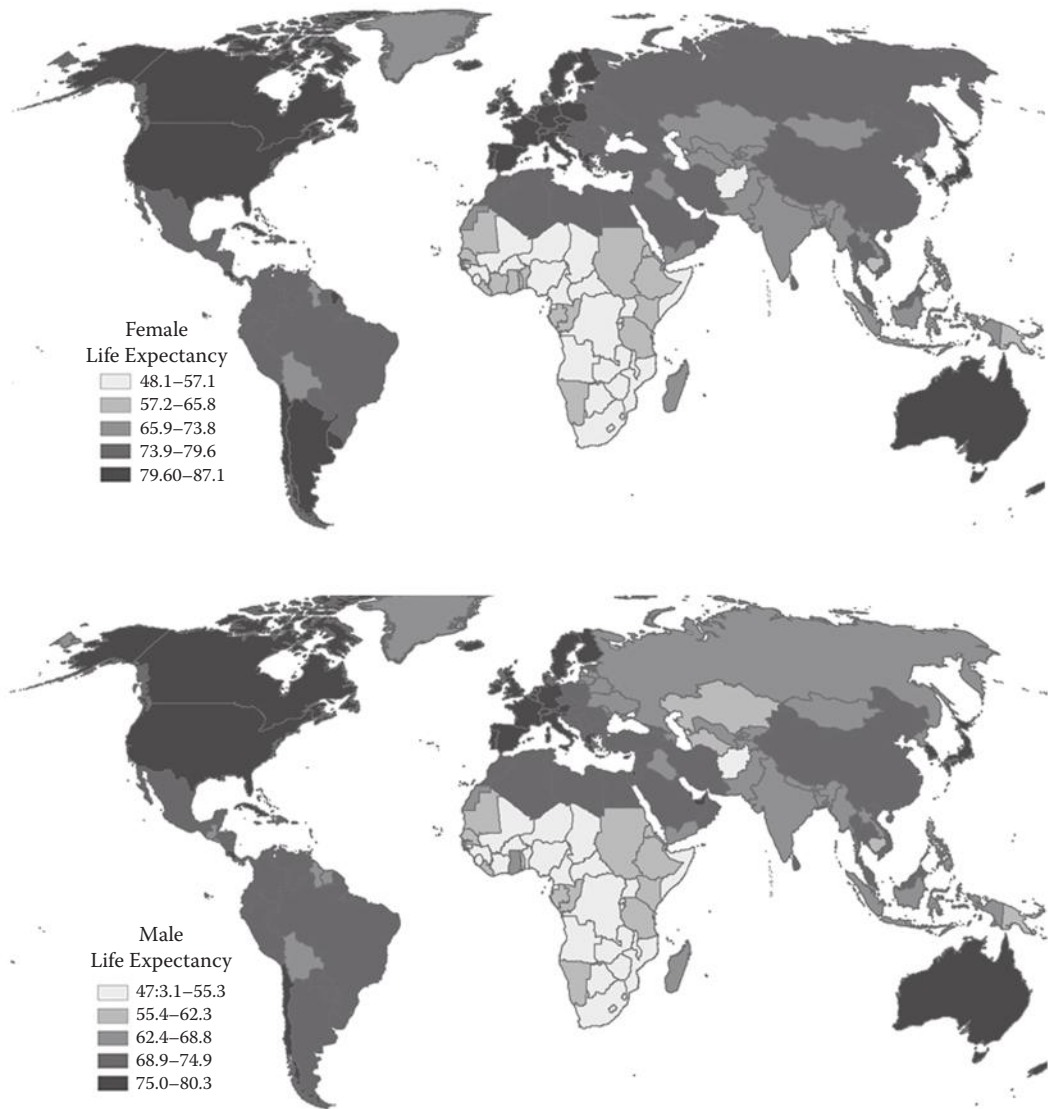 Female
Life Expectancy
48.1–57.1
57.2–65.8
65.9–73.8
73.9–79.6
79.60–87.1
Male
Life Expectancy
47:3.1–55.3
55.4–62.3
62.4–68.8
68.9–74.9
75.0–80.3